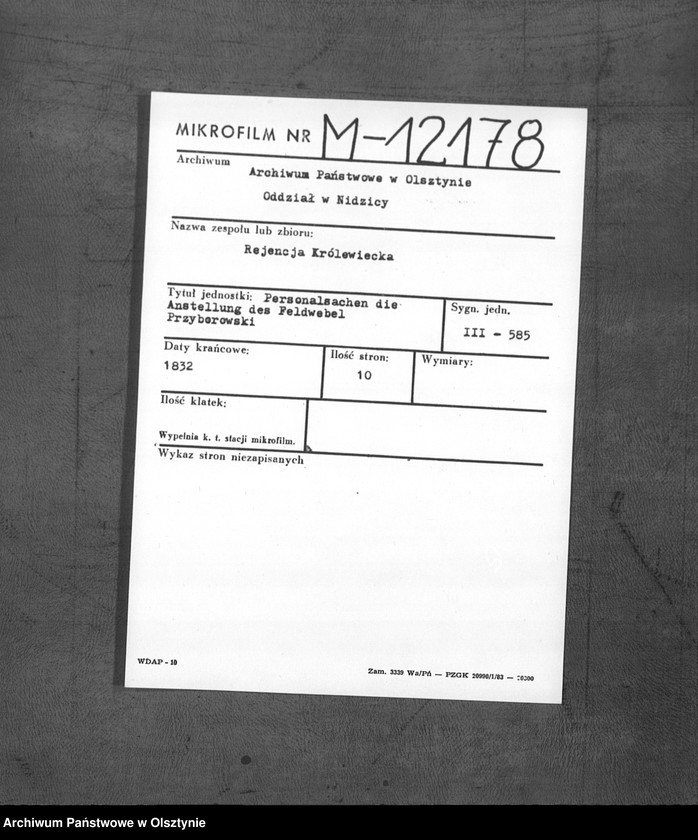 MIKROFILM NR M-12178
Archiwum
Archiwum Państwowe w Olsztynie
Oddział w Nidzicy
Nazwa zespołu lub zbioru:
Rejencja Królewiecka
Tytuł jednostki: Personalsachen die
Anstellung des Feldwebel
Przyborowski
Sygn. jedn.
III - 585
Daty krańcowe:
1832
Ilość stron:
10
Wymiary:
Ilość klatek:
Wypełnia k. t. stacji mikrofilm.
Wykaz stron niezapisanych
WDAP - 10
Zam. 3339 Wa/Pń — PZGK 20990/1/83 —
Archiwum Państwowe w Olsztynie